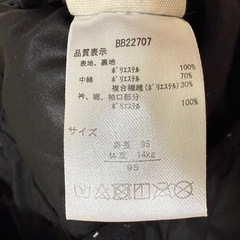 品質表示 BB22707
表地、裏地
ポリエステル 100%
中綿 ポリエステル 70%
複合繊維(ポリエステル) 30%
衿、裾、袖口部分
ポリエステル 100%
サイズ
身長 95
体重 14kg
95